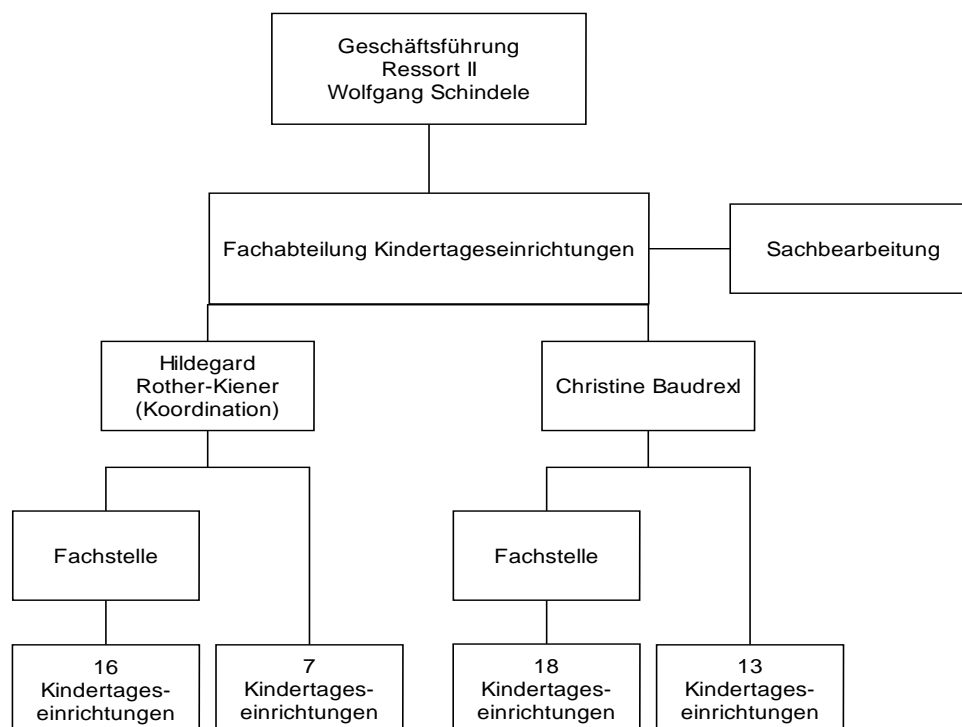 Geschäftsführung
Ressort II
Wolfgang Schindele
Fachabteilung Kindertageseinrichtungen
Sachbearbeitung
Hildegard
Rother-Kiener
(Koordination)
Christine Baudrexl
Fachstelle
Fachstelle
16
Kindertages-
einrichtungen
7
Kindertages-
einrichtungen
18
Kindertages-
einrichtungen
13
Kindertages-
einrichtungen